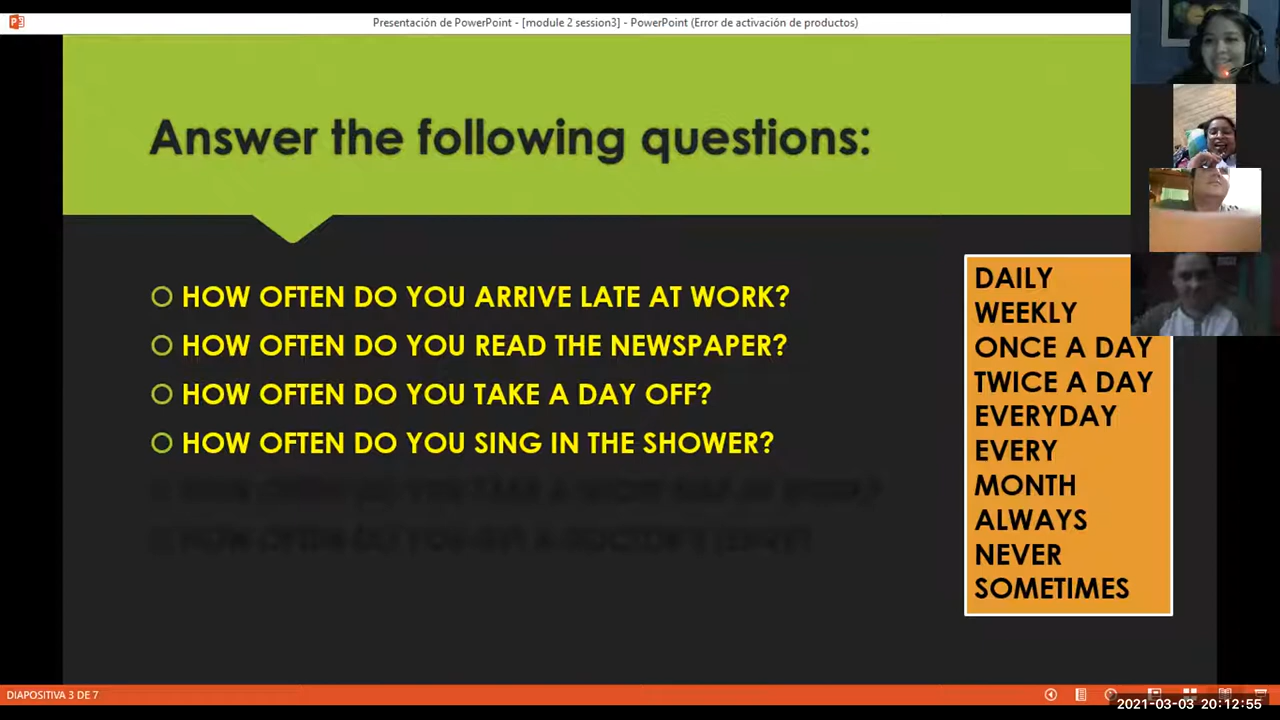 Presentación de PowerPoint - [module 2 session3] - PowerPoint (Error de activación de productos)
Answer the following questions:
HOW OFTEN DO YOU ARRIVE LATE AT WORK?
HOW OFTEN DO YOU READ THE NEWSPAPER?
HOW OFTEN DO YOU TAKE A DAY OFF?
HOW OFTEN DO YOU SING IN THE SHOWER?
DAILY
WEEKLY
ONCE A DAY
TWICE A DAY
EVERYDAY
EVERY
MONTH
ALWAYS
NEVER
SOMETIMES
DIAPOSITIVA 3 DE 7
2021-03-03 20:12:55